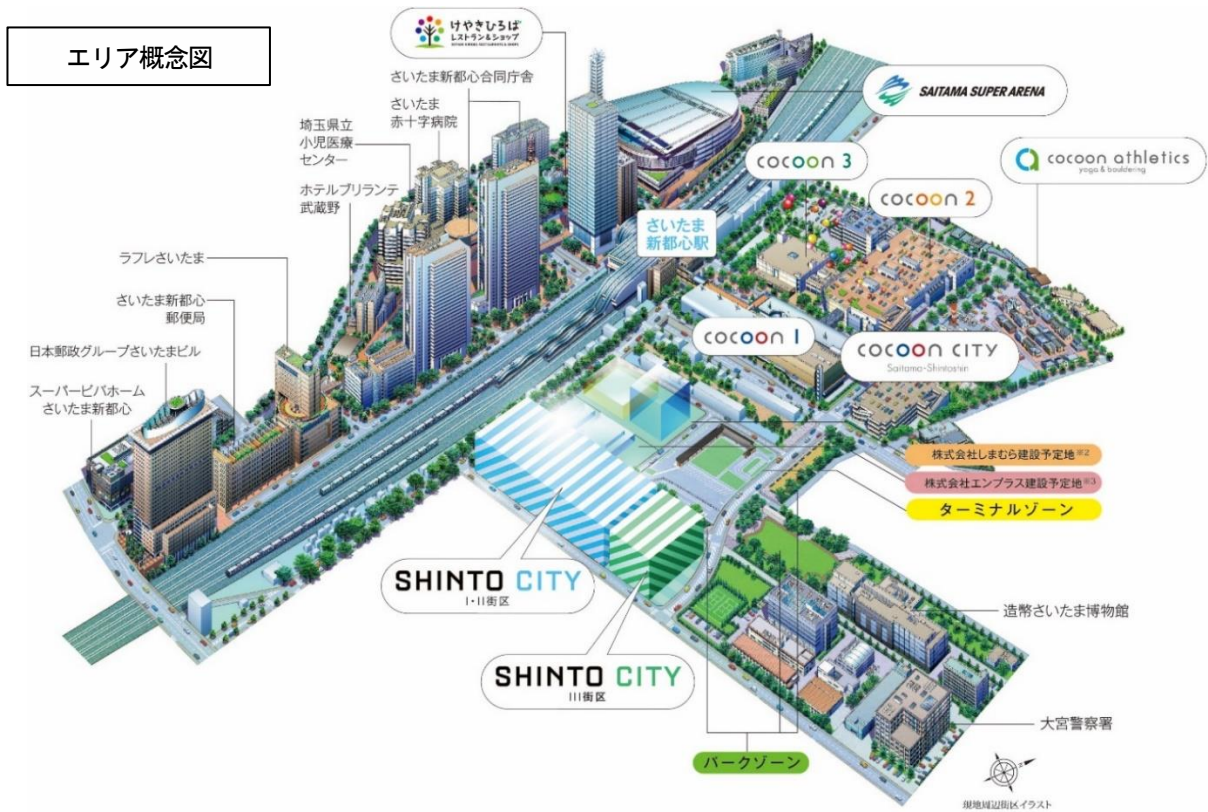 エリア概念図
けやきひろば
レストラン&ショップ
さいたま新都心合同庁舎
さいたま
赤十字病院
埼玉県立
小児医療
センター
ホテルブリランテ
武蔵野
SAITAMA SUPER ARENA
cocoon 3
cocoon athletics
yoga & bouldering
cocoon 2
さいたま
新都心駅
ラフレさいたま
さいたま新都心
郵便局
日本郵政グループさいたまビル
スーパービバホーム
さいたま新都心
cocoon 1
COCOON CITY
Saitama-Shintoshin
株式会社しまむら建設予定地※2
株式会社エンプラス建設予定地※3
ターミナルゾーン
SHINTO CITY
I・II街区
SHINTO CITY
III街区
造幣さいたま博物館
大宮警察署
パークゾーン
現地周辺街区イラスト